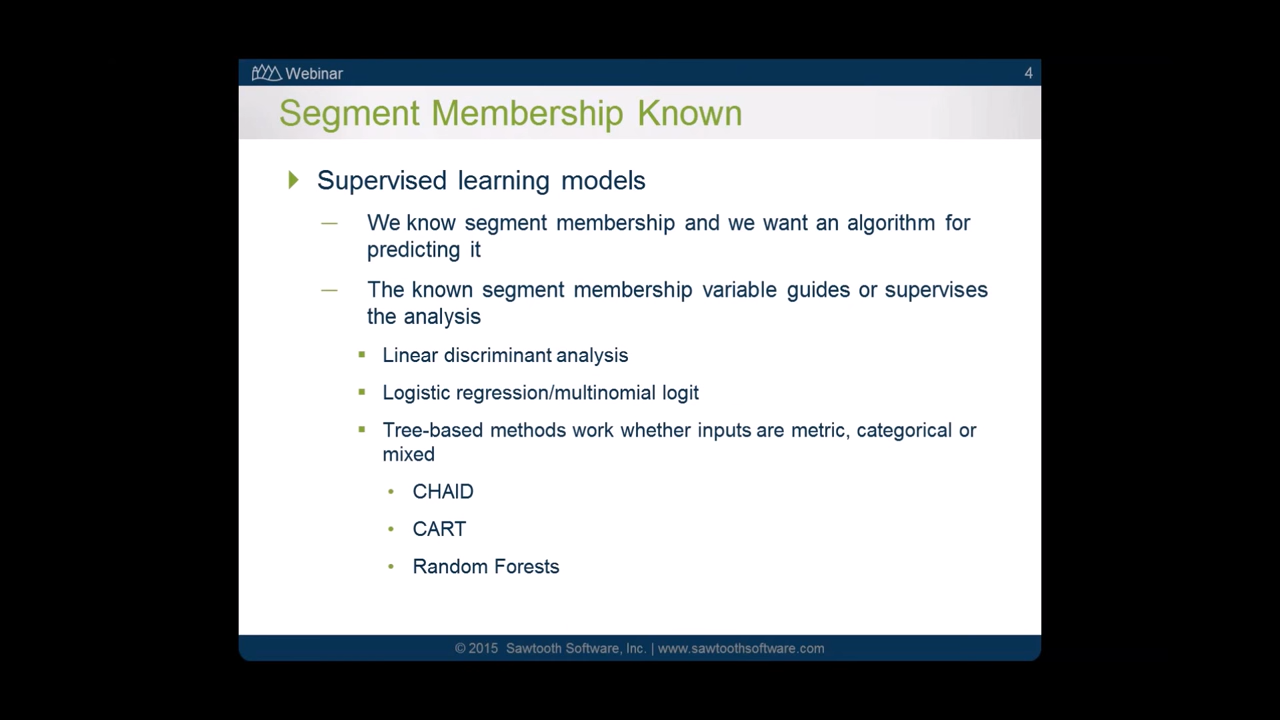 Webinar
4
Segment Membership Known
Supervised learning models
— We know segment membership and we want an algorithm for
predicting it
— The known segment membership variable guides or supervises
the analysis
▪ Linear discriminant analysis
▪ Logistic regression/multinomial logit
▪ Tree-based methods work whether inputs are metric, categorical or
mixed
• CHAID
• CART
• Random Forests
© 2015 Sawtooth Software, Inc. | www.sawtoothsoftware.com